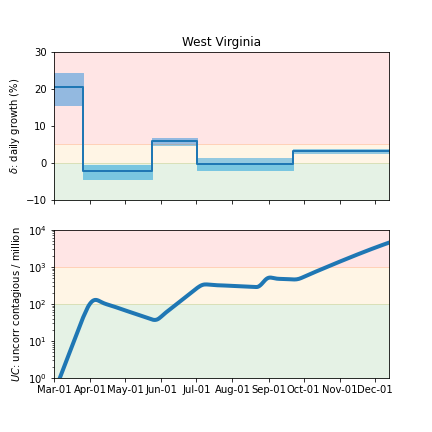 West Virginia
δ: daily growth (%)
30
20
10
0
−10
UC: uncorr contagious / million
10⁴
10³
10²
10¹
10⁰
Mar-01 Apr-01 May-01 Jun-01 Jul-01 Aug-01 Sep-01 Oct-01 Nov-01 Dec-01